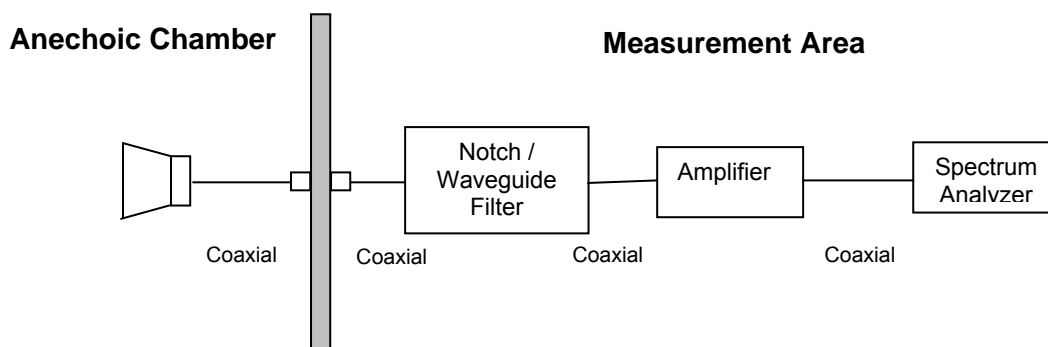 Anechoic Chamber
Measurement Area
Notch /
Waveguide
Filter
Amplifier
Spectrum
Analyzer
Coaxial
Coaxial
Coaxial
Coaxial